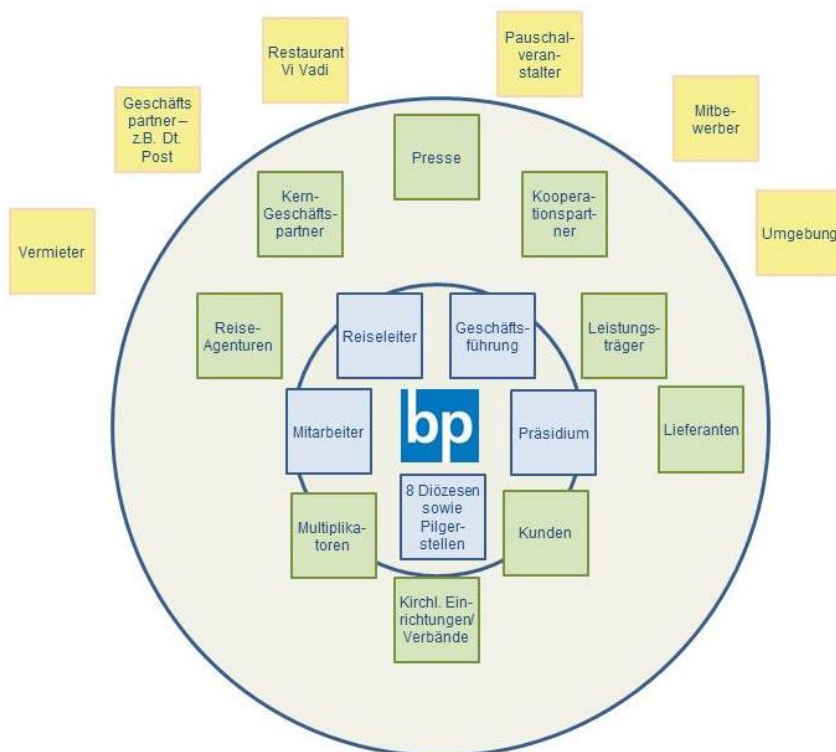 Restaurant
Vi Vadi
Pauschal-
veran-
stalter
Geschäfts
partner –
z.B. Dt.
Post
Mitbe-
werber
Presse
Kern-
Geschäfts-
partner
Kooperа-
tionspart-
ner
Vermieter
Umgebung
Reise-
Agenturen
Reiseleiter
Geschäfts-
führung
Leistungs-
träger
Mitarbeiter
bp
Präsidium
Lieferanten
Multiplika-
toren
8 Diözesen
sowie
Pilger-
stellen
Kunden
Kirchl. Ein-
richtungen/
Verbände